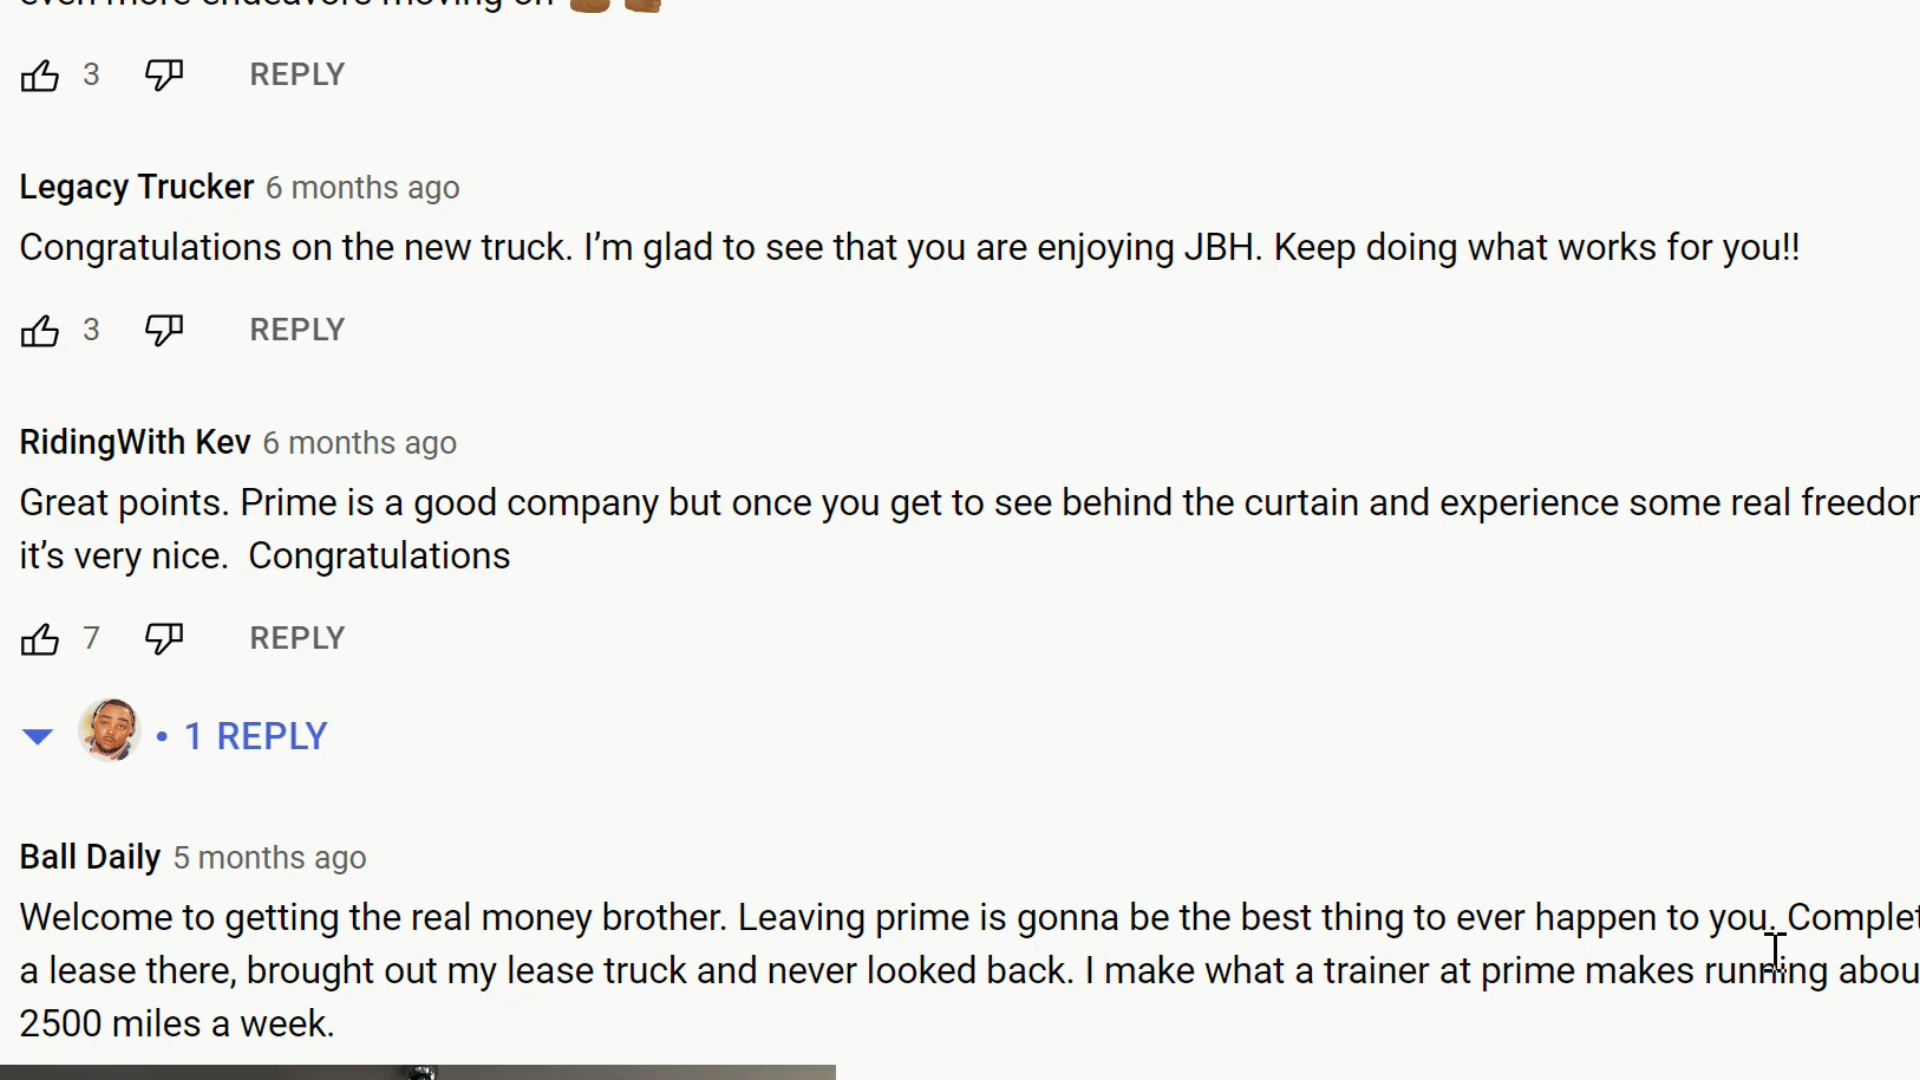 even more endeavors moving on
3 REPLY
Legacy Trucker 6 months ago
Congratulations on the new truck. I’m glad to see that you are enjoying JBH. Keep doing what works for you!!
3 REPLY
RidingWith Kev 6 months ago
Great points. Prime is a good company but once you get to see behind the curtain and experience some real
it’s very nice.  Congratulations
7 REPLY
• 1 REPLY
Ball Daily 5 months ago
Welcome to getting the real money brother. Leaving prime is gonna be the best thing to ever happen to you.
a lease there, brought out my lease truck and never looked back. I make what a trainer at prime makes running
2500 miles a week.